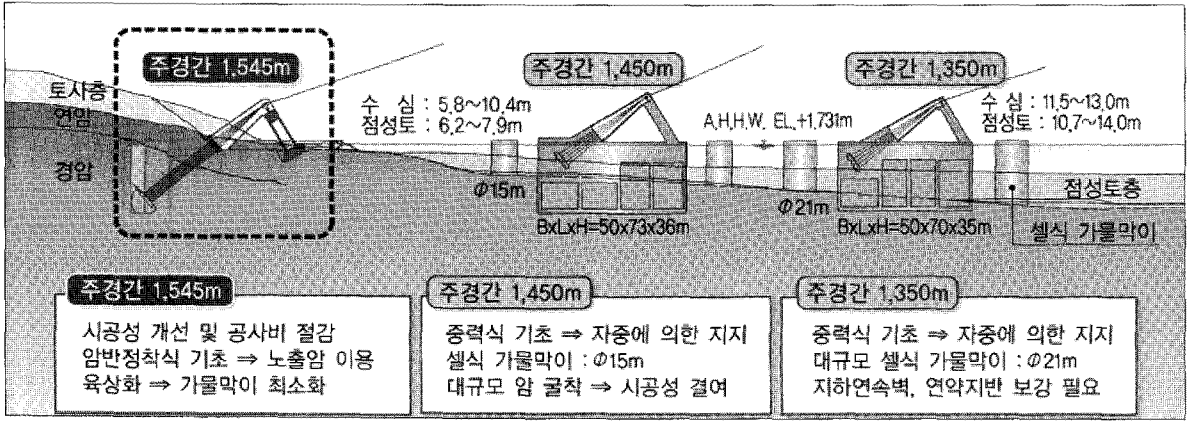 주경간 1,545m
주경간 1,450m
주경간 1,350m
토사층
연암
경암
수 심 : 5.8~10.4m
점성토 : 6.2~7.9m
A.H.H.W. EL.+1.731m
수 심 : 11.5~13.0m
점성토 : 10.7~14.0m
Φ15m
Φ21m
점성토층
BxLxH=50x73x36m
BxLxH=50x70x35m
셀식 가물막이
주경간 1,545m
시공성 개선 및 공사비 절감
암반정착식 기초 ⇒ 노출암 이용
육상화 ⇒ 가물막이 최소화
주경간 1,450m
중력식 기초 ⇒ 자중에 의한 지지
셀식 가물막이 : Φ15m
대규모 암 굴착 ⇒ 시공성 결여
주경간 1,350m
중력식 기초 ⇒ 자중에 의한 지지
대규모 셀식 가물막이 : Φ21m
지하연속벽, 연약지반 보강 필요